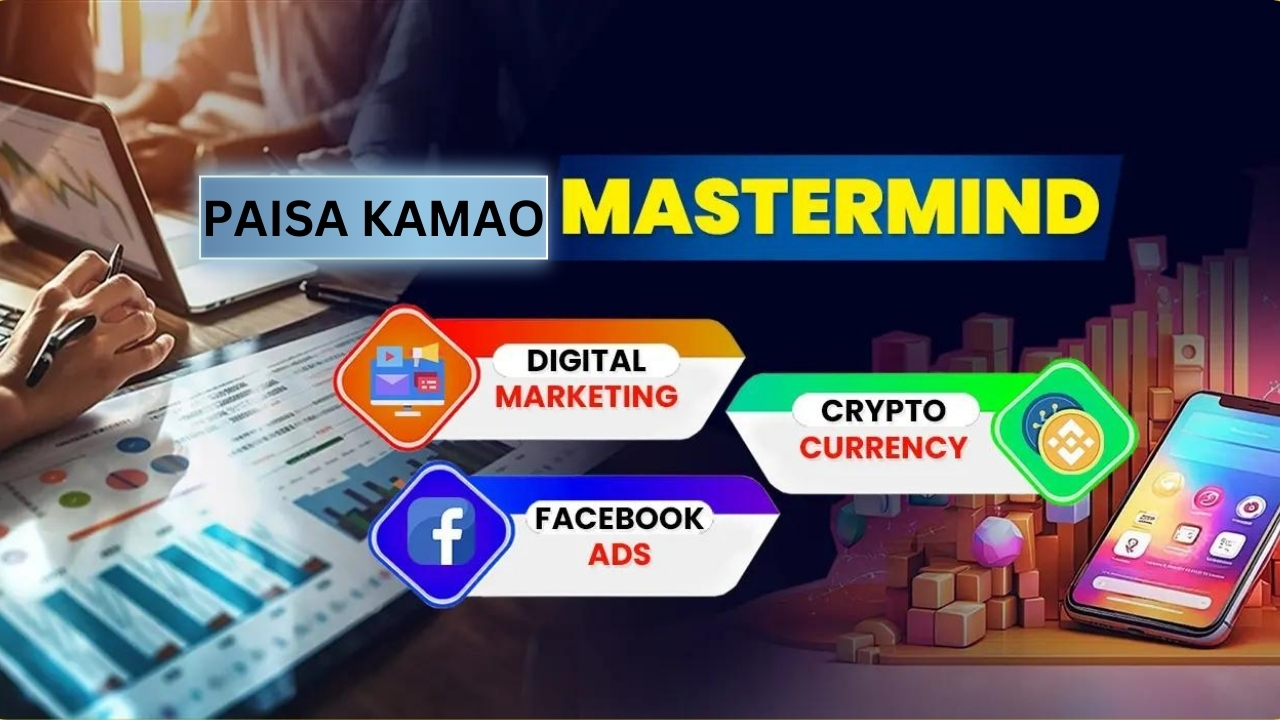 PAISA KAMAO MASTERMIND
DIGITAL
MARKETING
CRYPTO
CURRENCY
FACEBOOK
ADS